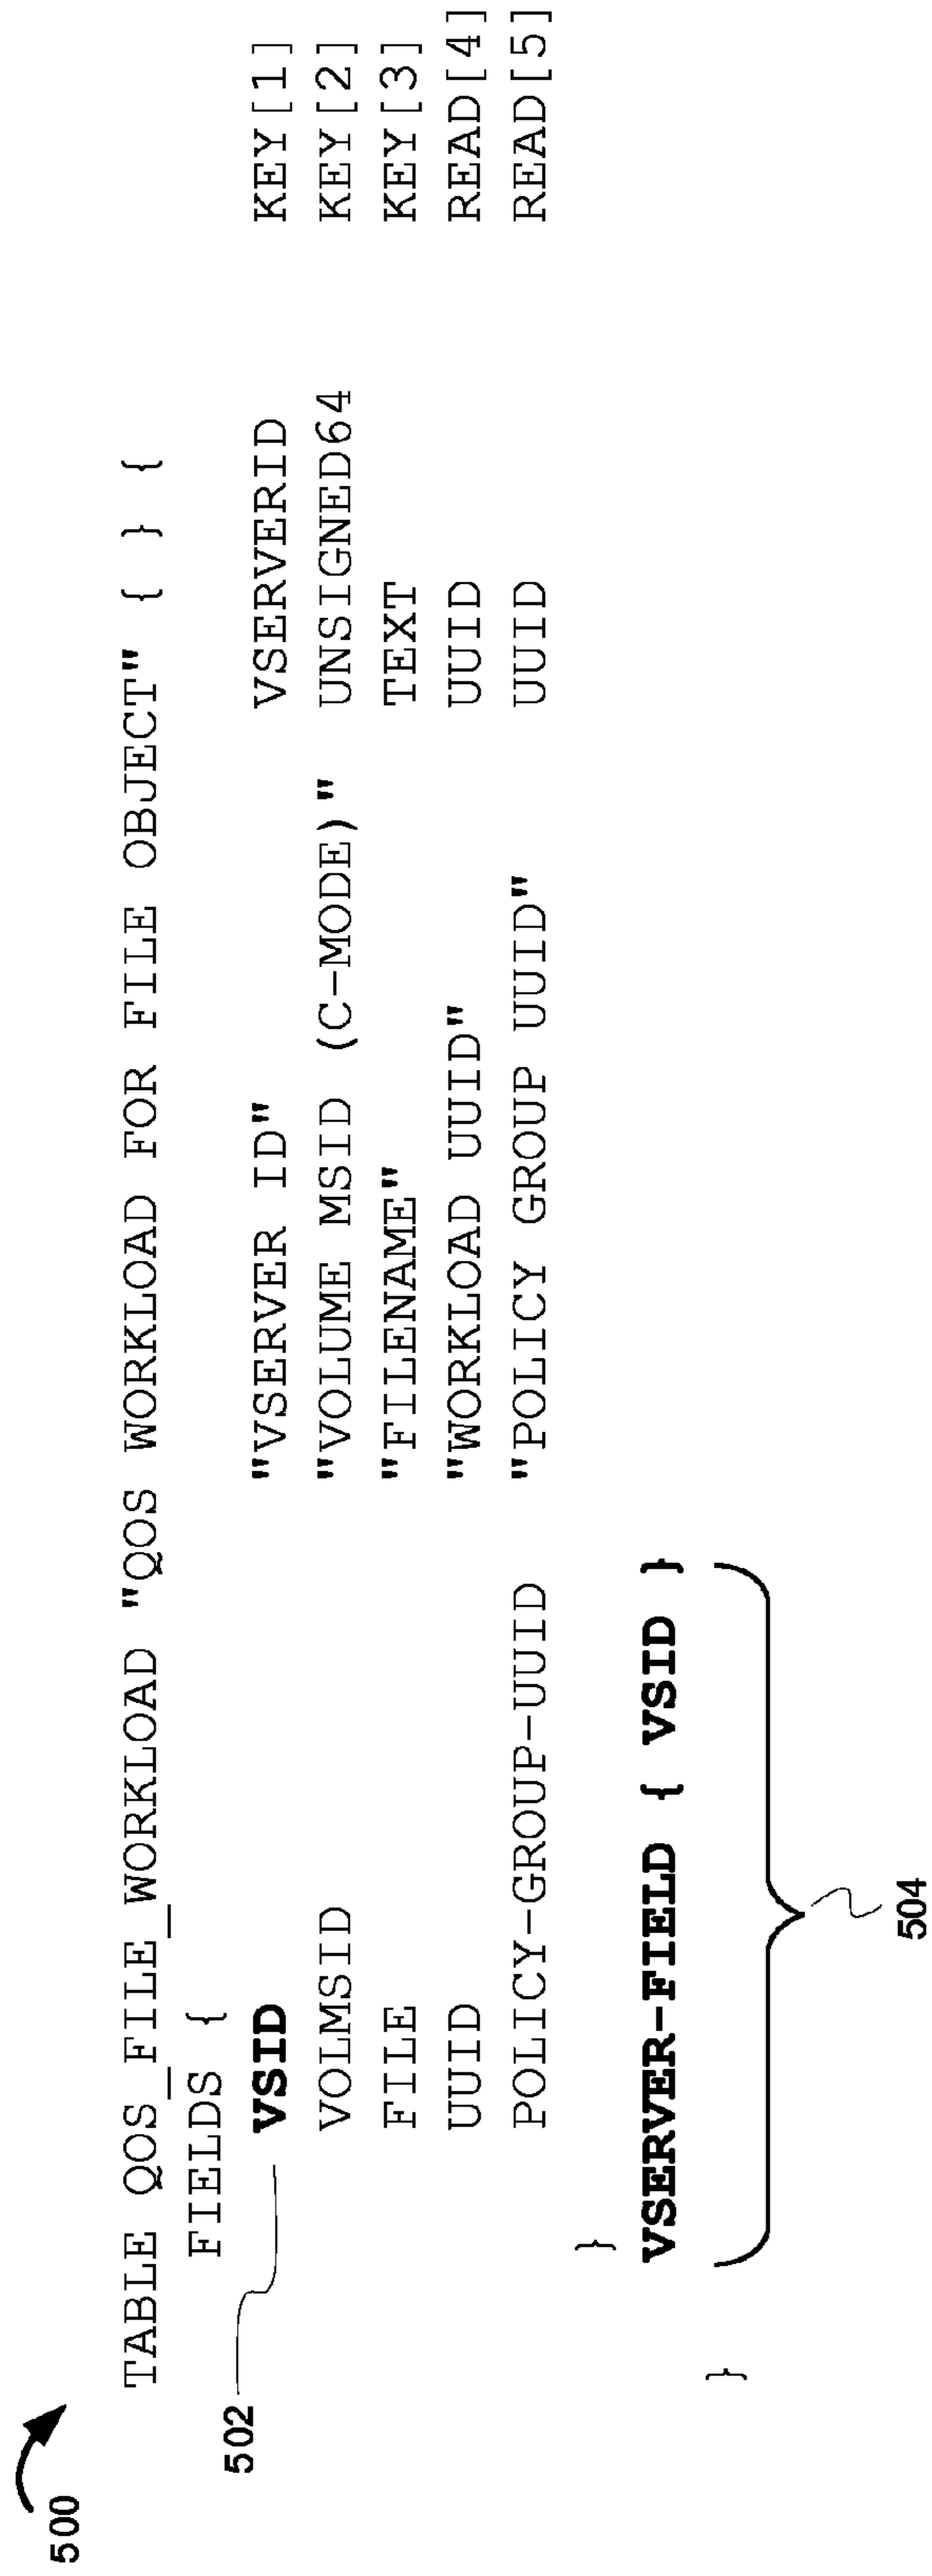 500
TABLE QOS_FILE_WORKLOAD "QOS WORKLOAD FOR FILE OBJECT" { } {
FIELDS {
502
VSID "VSERVER ID" VSERVERID KEY[1]
VOLMSID "VOLUME MSID (C-MODE)" UNSIGNED64 KEY[2]
FILE "FILENAME" TEXT KEY[3]
UUID "WORKLOAD UUID" UUID READ[4]
POLICY-GROUP-UUID "POLICY GROUP UUID" UUID READ[5]
}
VSERVER-FIELD { VSID }
}
504